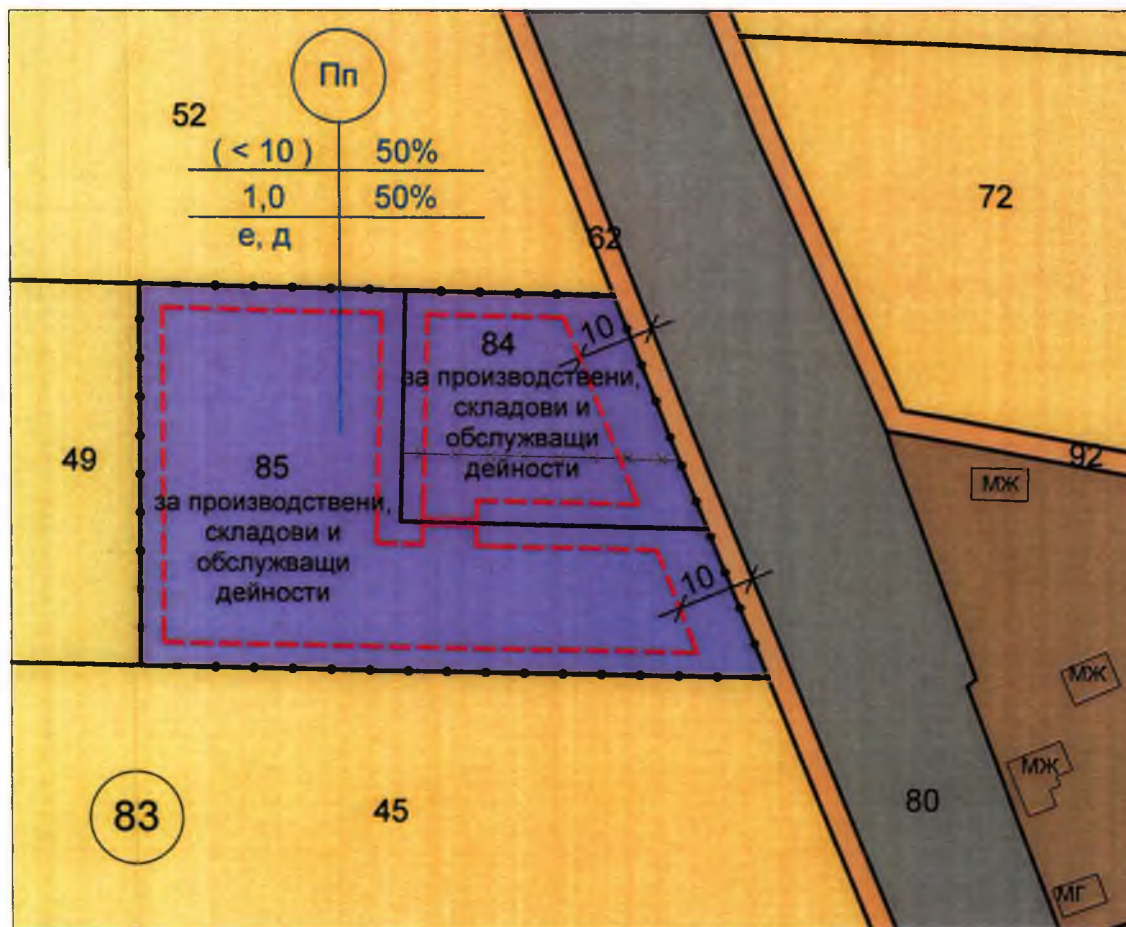 Пп
52
( < 10 ) 50%
1,0 50%
е, д
62
72
10
84
за производствени,
складови и
обслужващи
дейности
49
85
за производствени,
складови и
обслужващи
дейности
92
МЖ
10
МЖ
МЖ
80
83
45
МГ